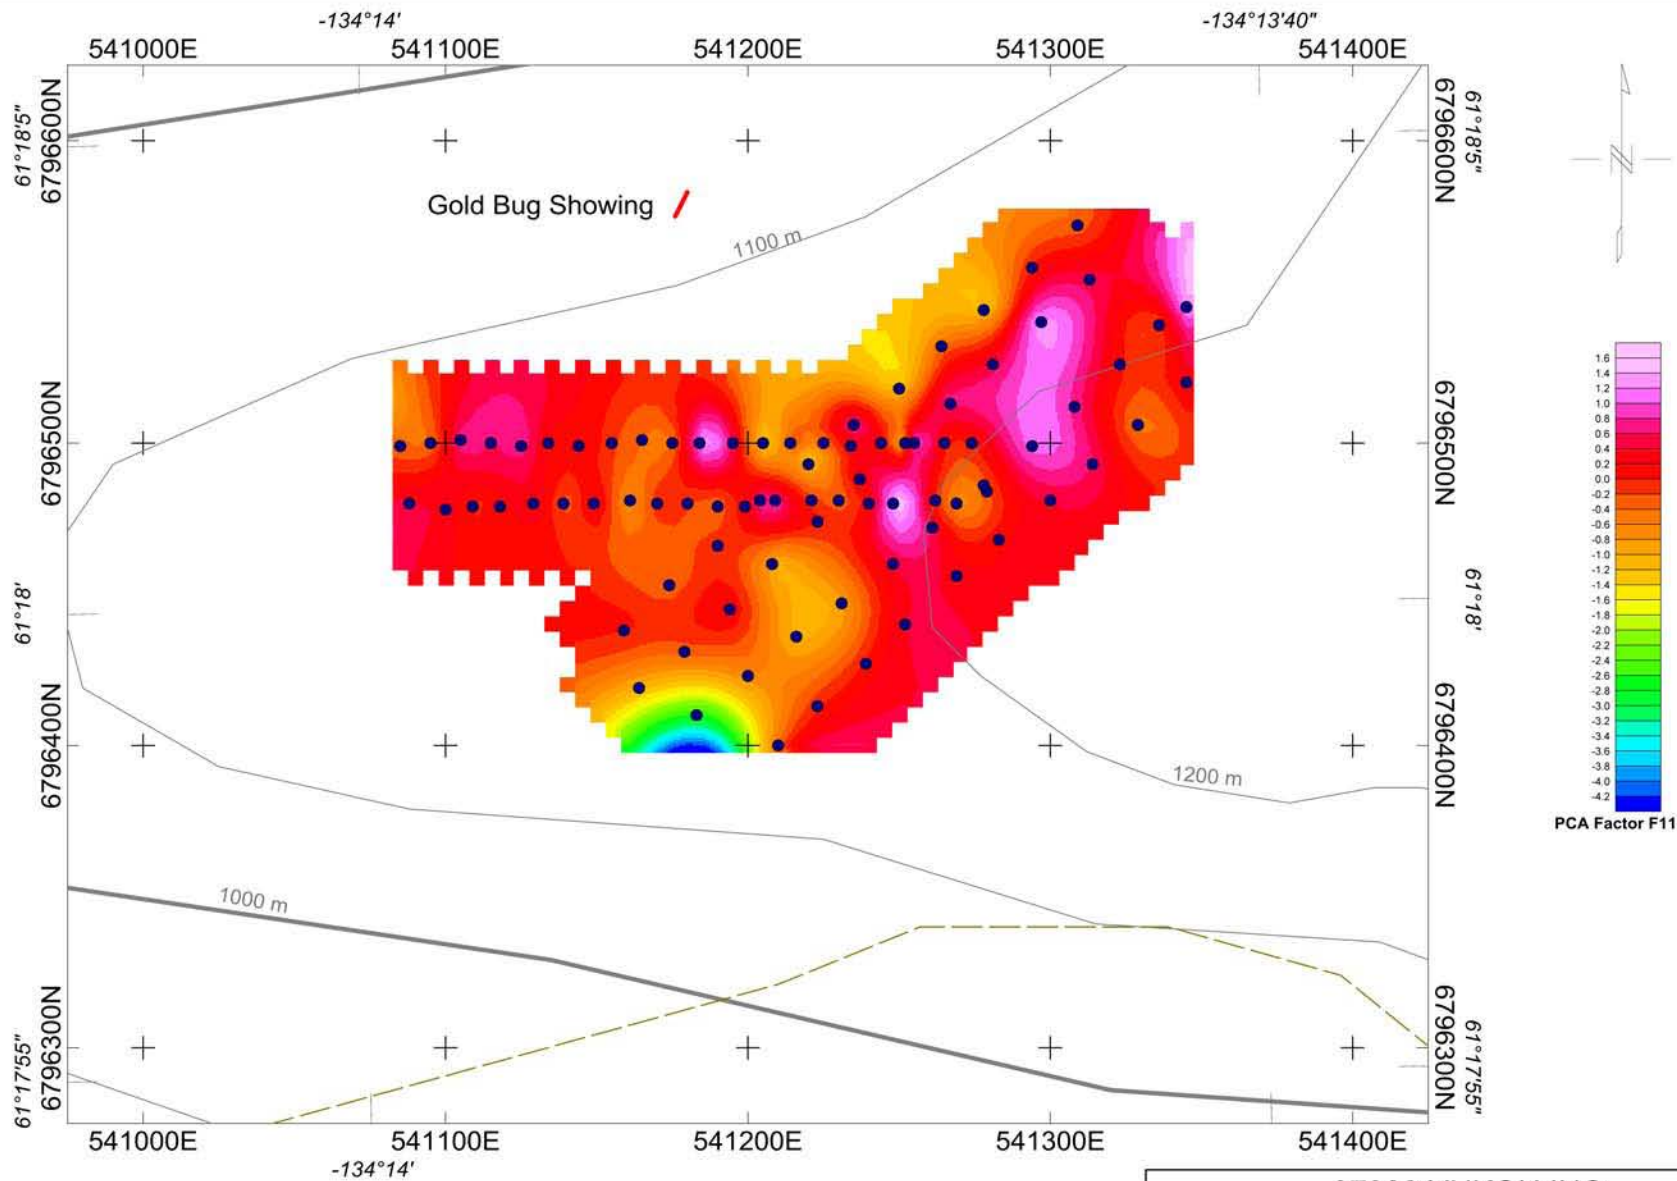 -134°14' -134°13'40"
541000E 541100E 541200E 541300E 541400E
61°18'5"
6796600N
6796600N
61°18'5"
N
Gold Bug Showing
1100 m
6796500N
6796500N
61°18'
61°18'
6796400N
6796400N
1200 m
1000 m
61°17'55"
6796300N
6796300N
61°17'55"
541000E 541100E 541200E 541300E 541400E
-134°14'
1.6
1.4
1.2
1.0
0.8
0.6
0.4
0.2
0.0
-0.2
-0.4
-0.6
-0.8
-1.0
-1.2
-1.4
-1.6
-1.8
-2.0
-2.2
-2.4
-2.6
-2.8
-3.0
-3.2
-3.4
-3.6
-3.8
-4.0
-4.2
PCA Factor F11